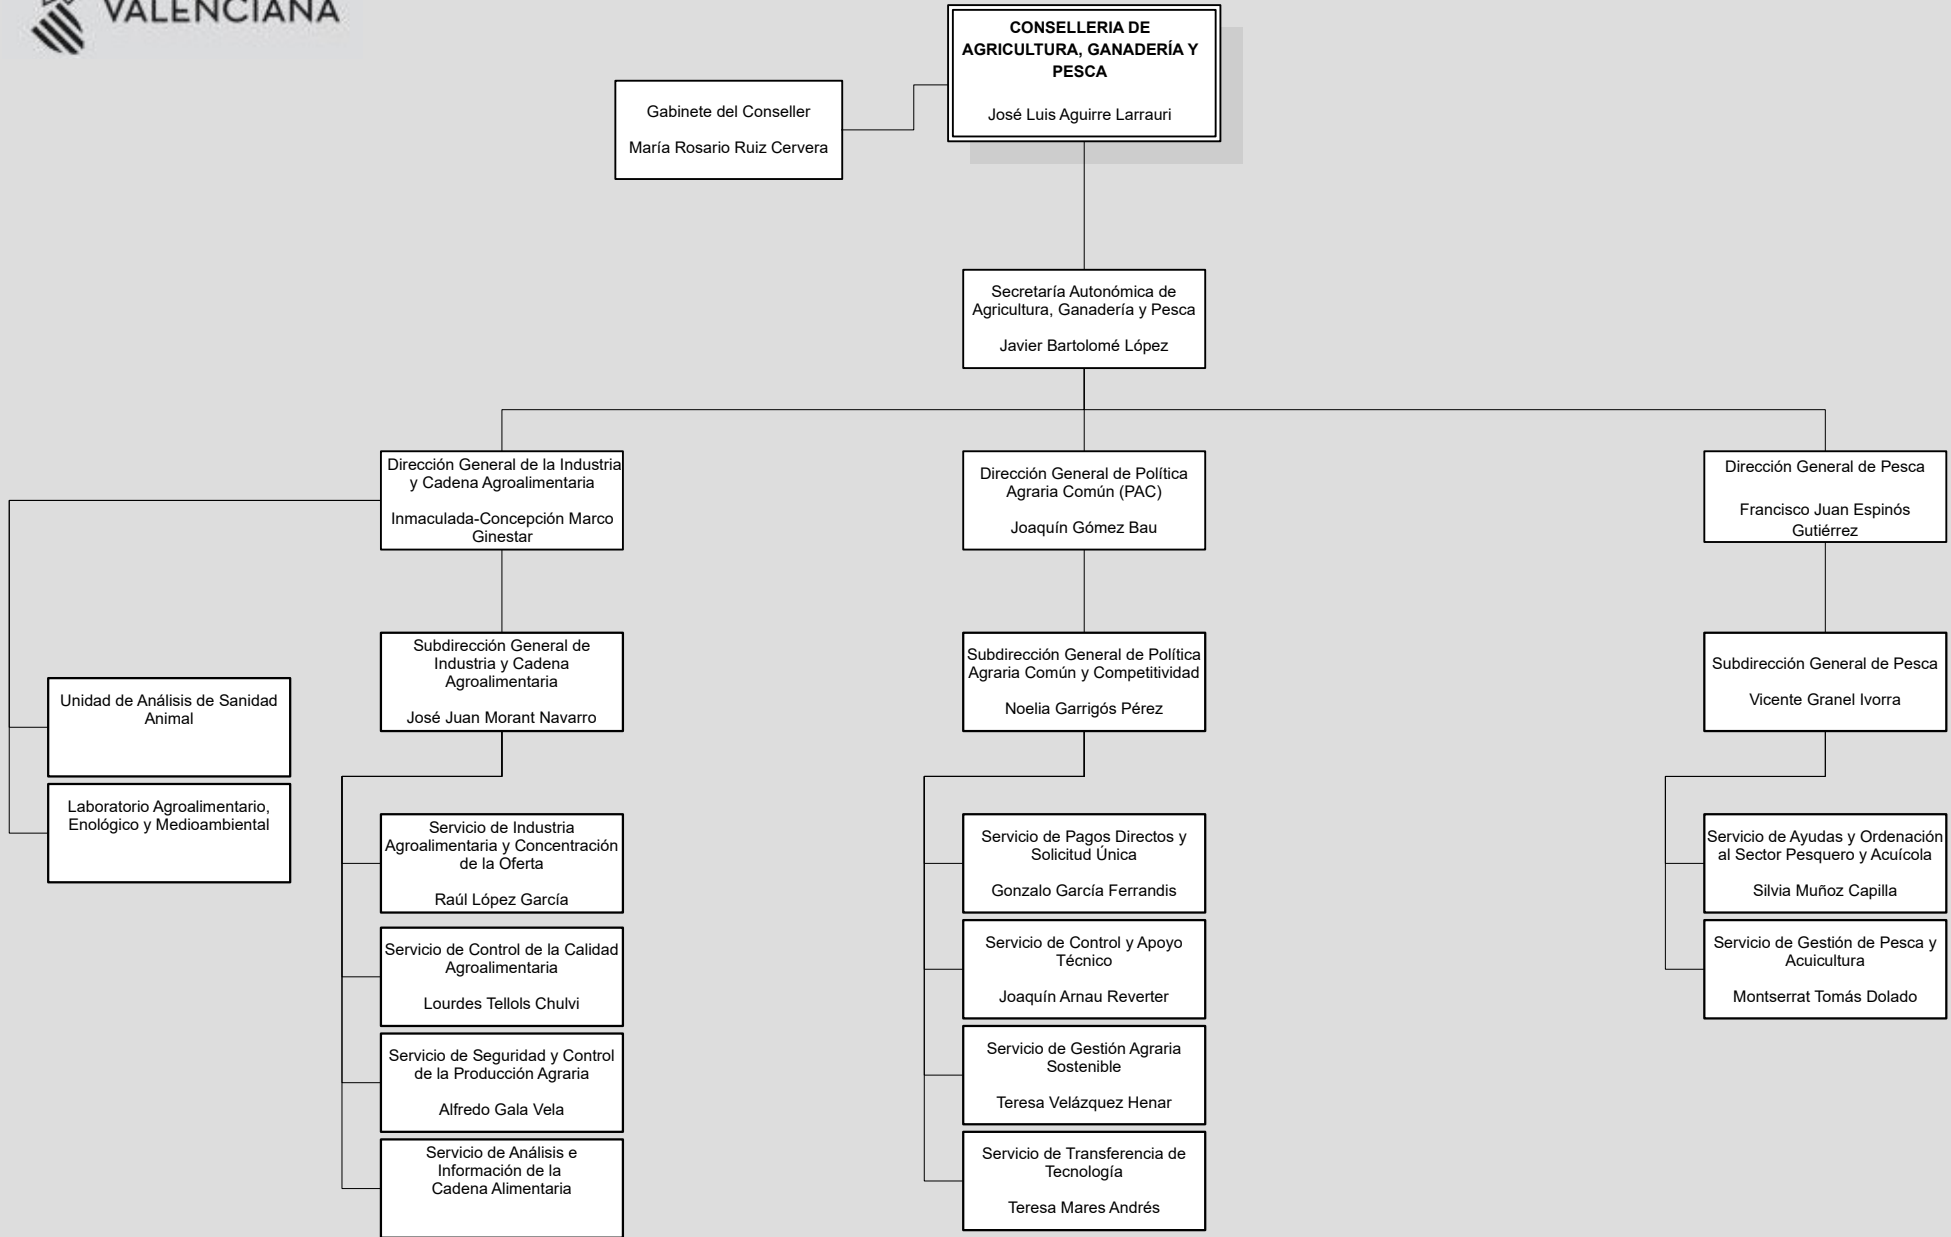 VALENCIANA
CONSELLERIA DE
AGRICULTURA, GANADERÍA Y
PESCA
José Luis Aguirre Larrauri
Gabinete del Conseller
María Rosario Ruiz Cervera
Secretaría Autonómica de
Agricultura, Ganadería y Pesca
Javier Bartolomé López
Dirección General de la Industria
y Cadena Agroalimentaria
Inmaculada-Concepción Marco
Ginestar
Dirección General de Política
Agraria Común (PAC)
Joaquín Gómez Bau
Dirección General de Pesca
Francisco Juan Espinós
Gutiérrez
Subdirección General de
Industria y Cadena
Agroalimentaria
José Juan Morant Navarro
Subdirección General de Política
Agraria Común y Competitividad
Noelia Garrigós Pérez
Subdirección General de Pesca
Vicente Granel Ivorra
Unidad de Análisis de Sanidad
Animal
Laboratorio Agroalimentario,
Enológico y Medioambiental
Servicio de Industria
Agroalimentaria y Concentración
de la Oferta
Raúl López García
Servicio de Control de la Calidad
Agroalimentaria
Lourdes Tellols Chulvi
Servicio de Seguridad y Control
de la Producción Agraria
Alfredo Gala Vela
Servicio de Análisis e
Información de la
Cadena Alimentaria
Servicio de Pagos Directos y
Solicitud Única
Gonzalo García Ferrandis
Servicio de Control y Apoyo
Técnico
Joaquín Arnau Reverter
Servicio de Gestión Agraria
Sostenible
Teresa Velázquez Henar
Servicio de Transferencia de
Tecnología
Teresa Mares Andrés
Servicio de Ayudas y Ordenación
al Sector Pesquero y Acuícola
Silvia Muñoz Capilla
Servicio de Gestión de Pesca y
Acuicultura
Montserrat Tomás Dolado